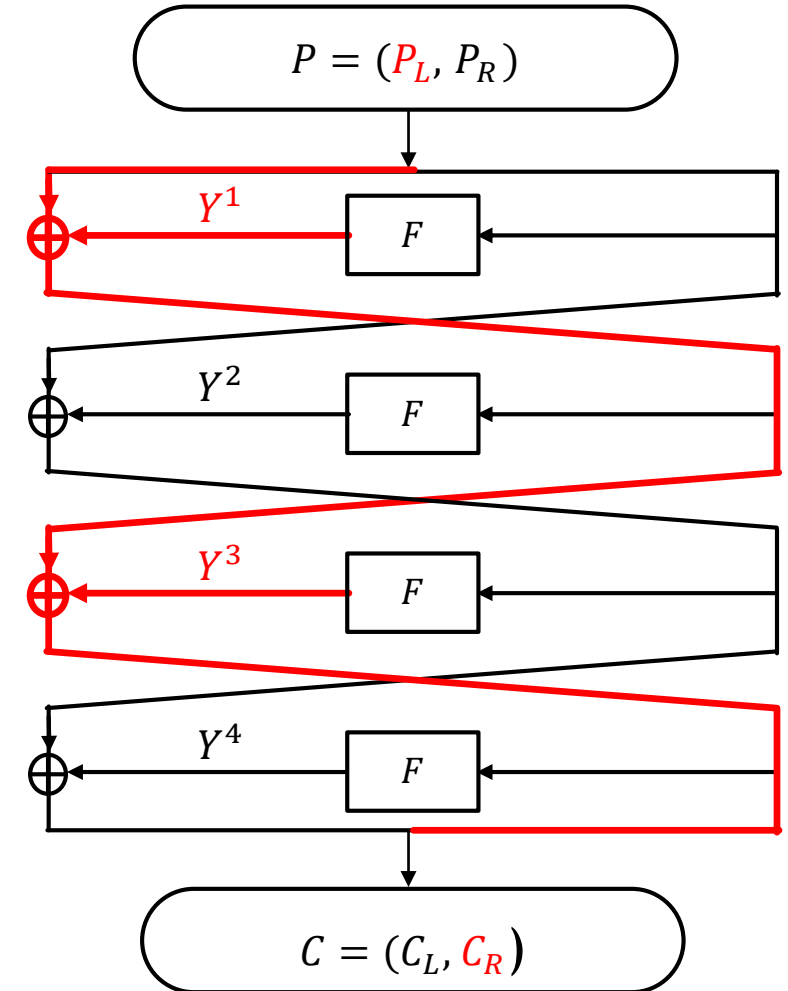 P = (P_L, P_R)
Y^1
F
Y^2
F
Y^3
F
Y^4
F
C = (C_L, C_R)